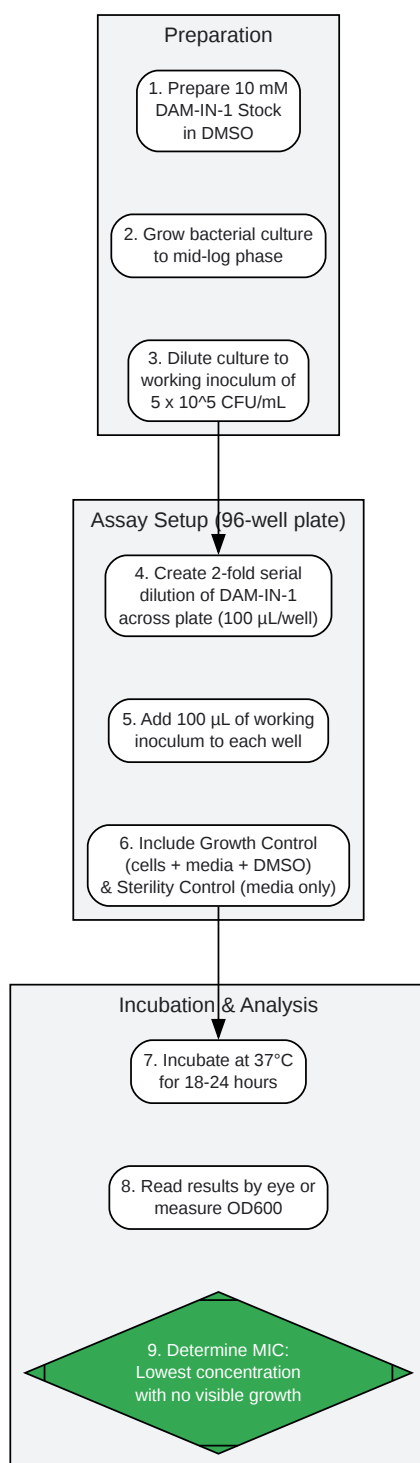 Preparation
1. Prepare 10 mM
DAM-IN-1 Stock
in DMSO
2. Grow bacterial culture
to mid-log phase
3. Dilute culture to
working inoculum of
5 x 10^5 CFU/mL
Assay Setup (96-well plate)
4. Create 2-fold serial
dilution of DAM-IN-1
across plate (100 µL/well)
5. Add 100 µL of working
inoculum to each well
6. Include Growth Control
(cells + media + DMSO)
& Sterility Control (media only)
Incubation & Analysis
7. Incubate at 37°C
for 18-24 hours
8. Read results by eye or
measure OD600
9. Determine MIC:
Lowest concentration
with no visible growth